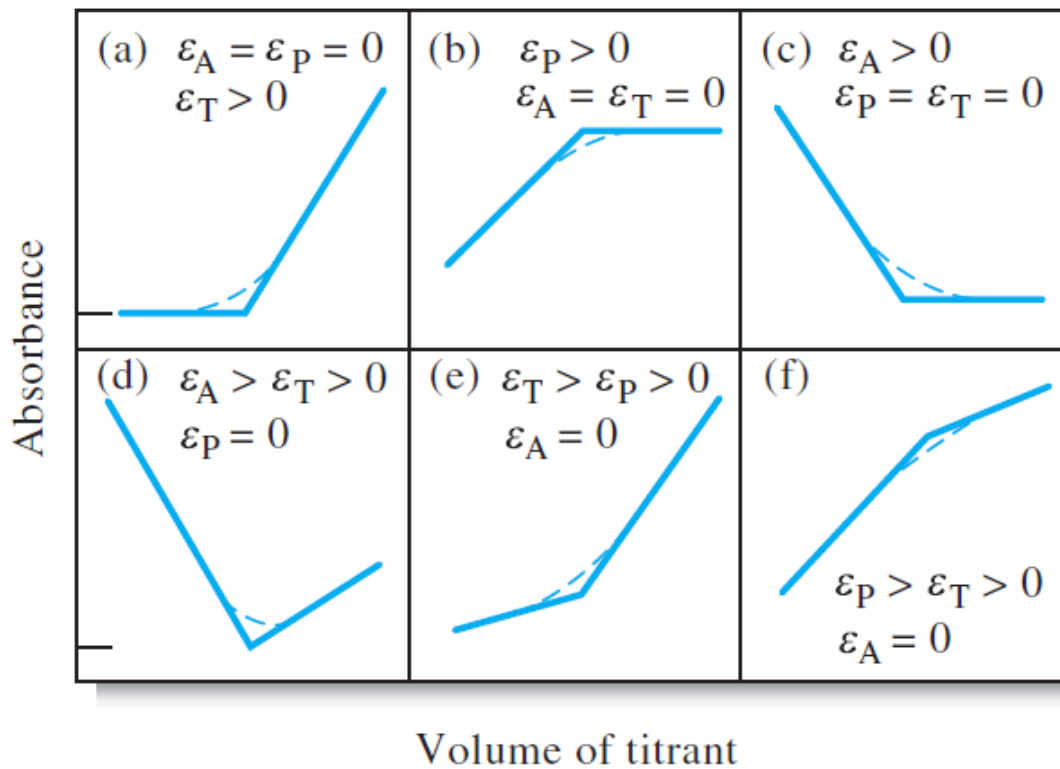 (a) εA = εP = 0
εT > 0
(b) εP > 0
εA = εT = 0
(c) εA > 0
εP = εT = 0
(d) εA > εT > 0
εP = 0
(e) εT > εP > 0
εA = 0
(f)
εP > εT > 0
εA = 0
Absorbance
Volume of titrant